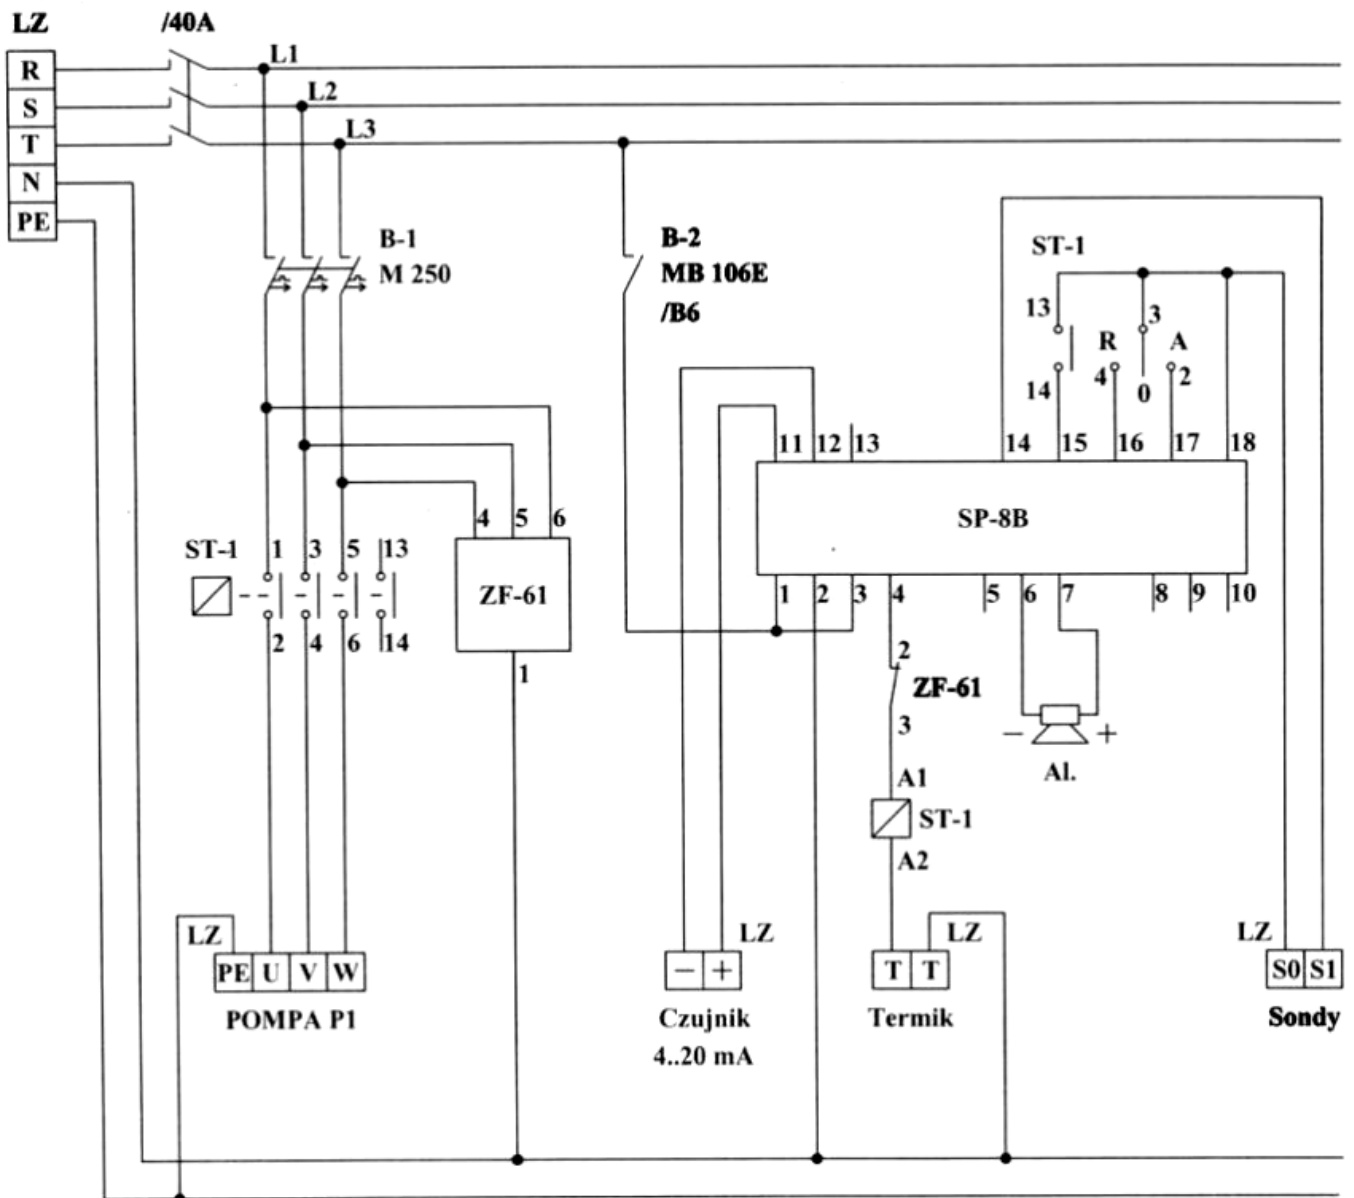 LZ /40A
R
S
T
N
PE
L1
L2
L3
B-1
M 250
B-2
MB 106E
/B6
ST-1
13
14
R
4
3
0
A
2
11 12 13 14 15 16 17 18
SP-8B
1 2 3 4 5 6 7 8 9 10
4 5 6
ZF-61
1
ST-1 1 3 5 13
2 4 6 14
2
ZF-61
3
A1
ST-1
A2
− +
Al.
LZ
PE U V W
POMPA P1
LZ
− +
Czujnik
4..20 mA
LZ
T T
Termik
LZ
S0 S1
Sondy